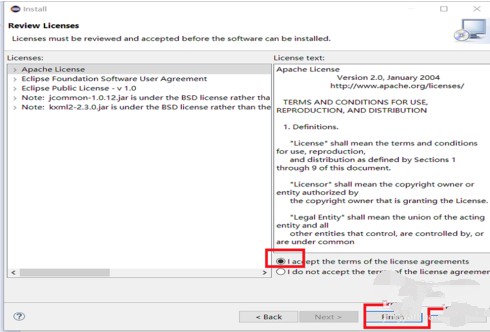 Install
Review Licenses
Licenses must be reviewed and accepted before the software can be installed.
Licenses:
Apache License
Eclipse Foundation Software User Agreement
Eclipse Public License - v 1.0
Note: jcommon-1.0.12.jar is under the BSD license rather tha
Note: kxml2-2.3.0.jar is under the BSD license rather than the
License text:
Apache License
Version 2.0, January 2004
http://www.apache.org/licenses/
TERMS AND CONDITIONS FOR USE,
REPRODUCTION, AND DISTRIBUTION
1. Definitions.
"License" shall mean the terms and conditions
for use, reproduction,
and distribution as defined by Sections 1
through 9 of this document.
"Licensor" shall mean the copyright owner or
entity authorized by
the copyright owner that is granting the License.
"Legal Entity" shall mean the union of the acting
entity and all
other entities that control, are controlled by, or
are under common
I accept the terms of the license agreements
I do not accept the terms of the license agreemer
< Back
Next >
Finish